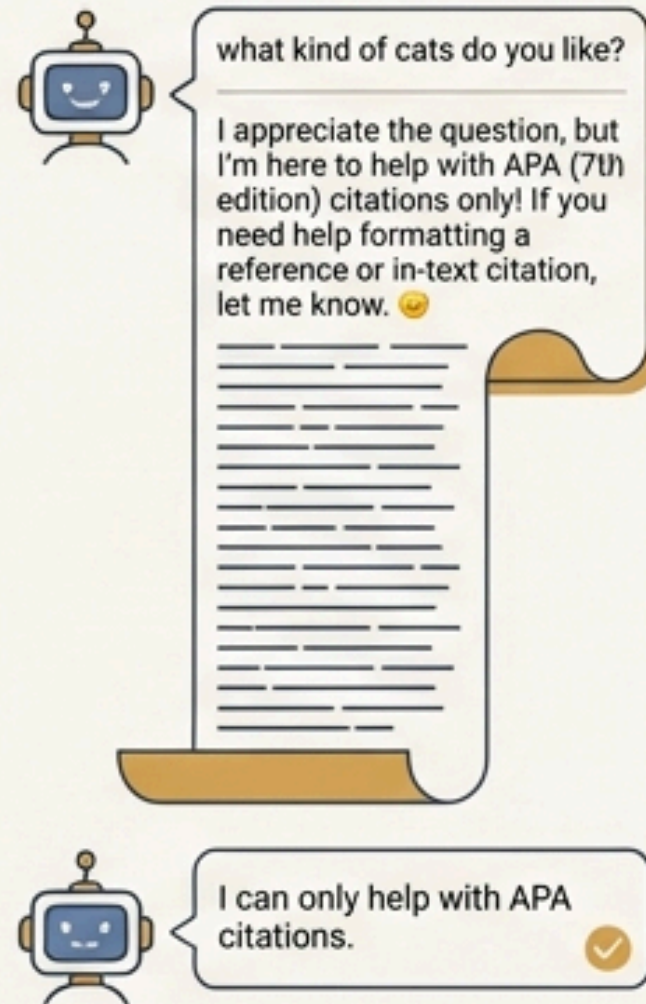 what kind of cats do you like?
I appreciate the question, but
I'm here to help with APA (7th
edition) citations only! If you
need help formatting a
reference or in-text citation,
let me know. 😊
I can only help with APA
citations.